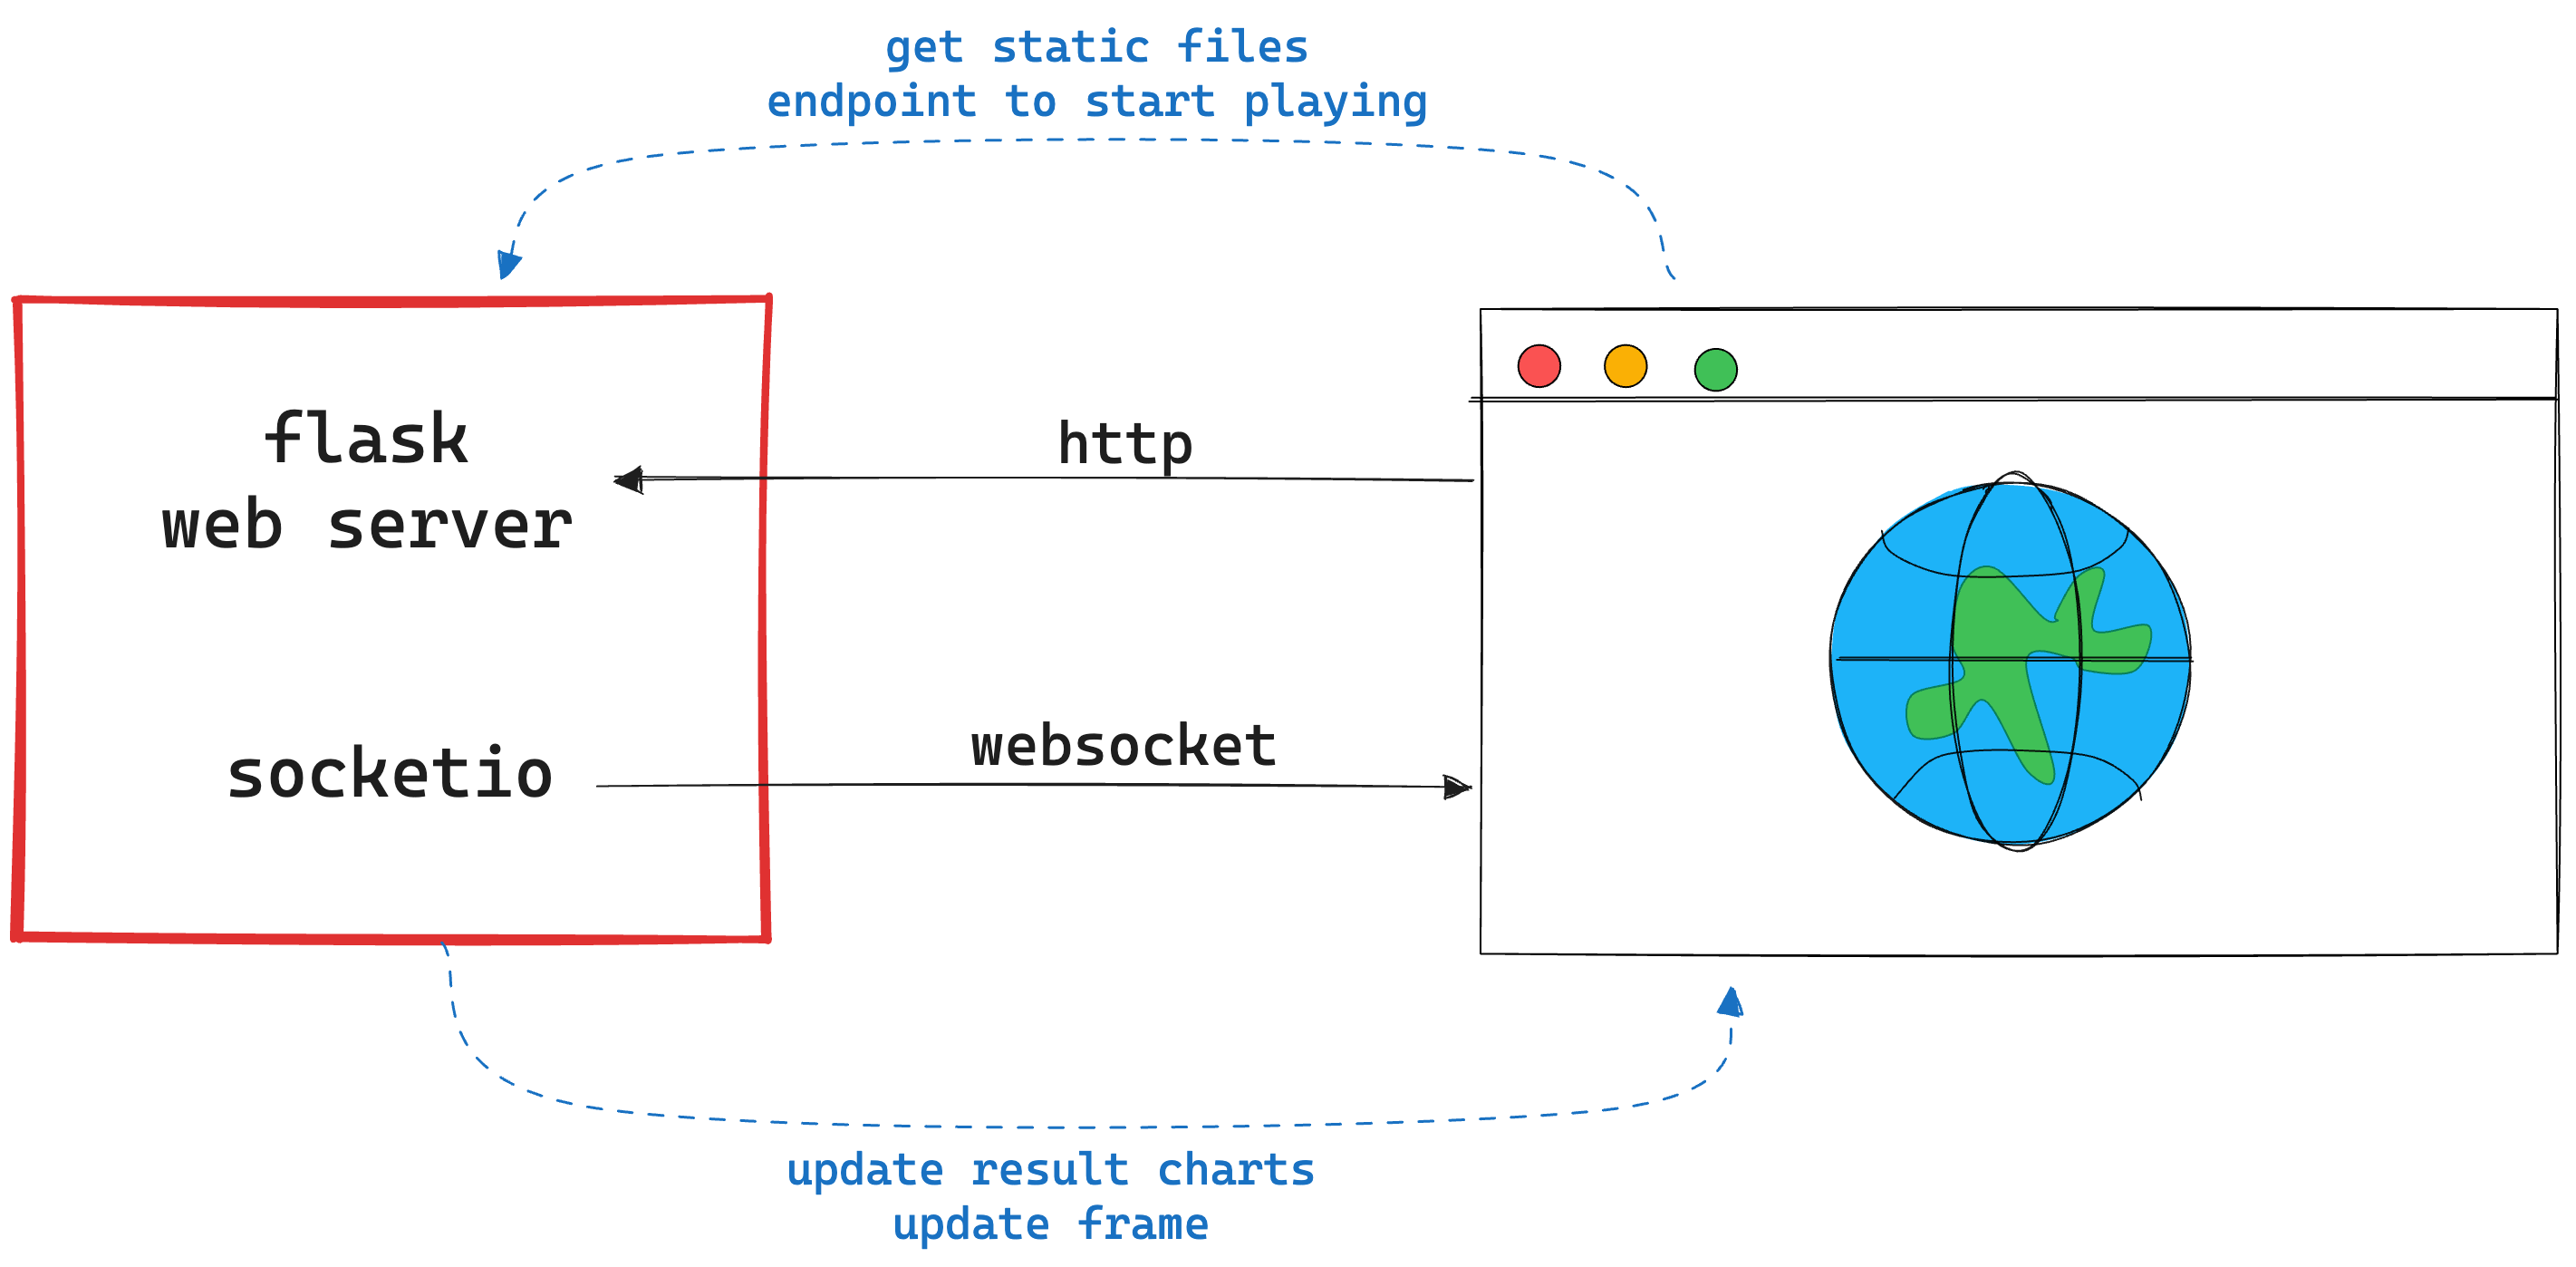 get static files
endpoint to start playing
flask
web server
http
socketio
websocket
update result charts
update frame